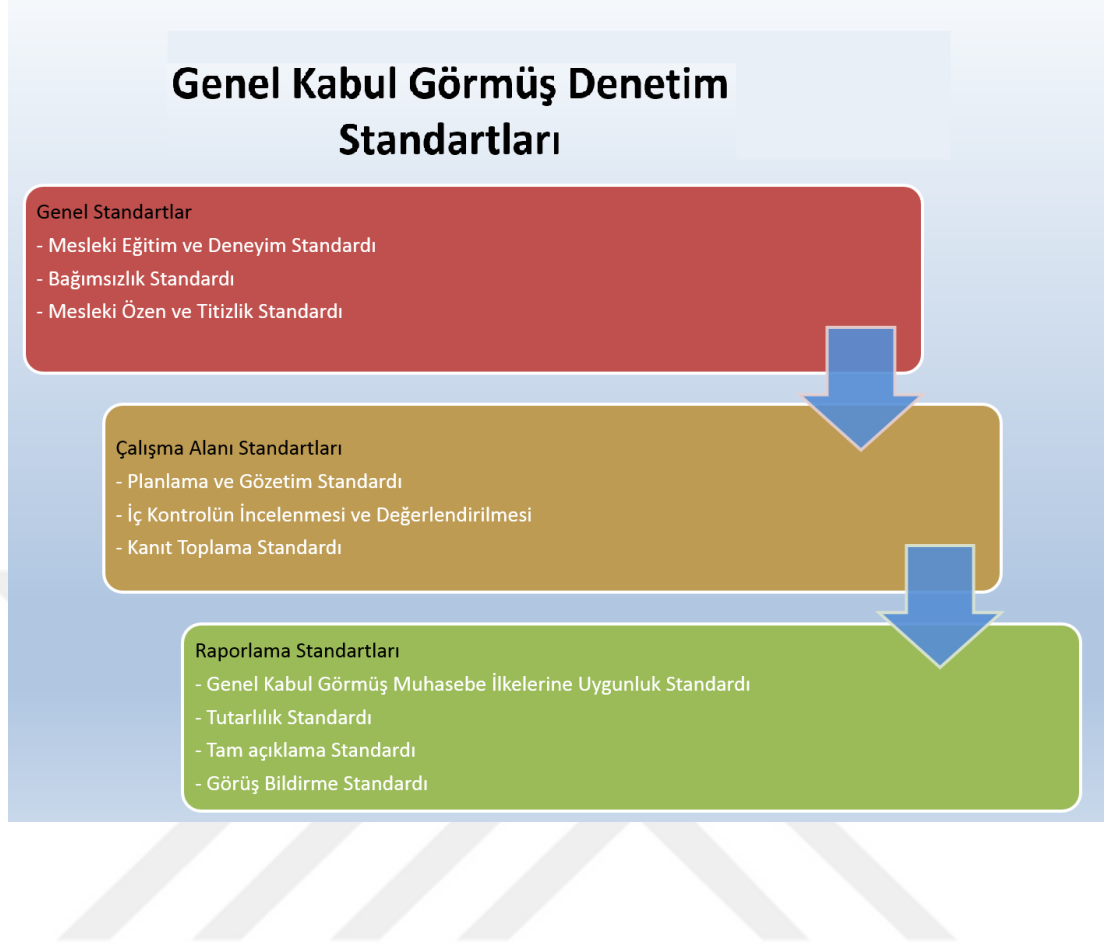 Genel Kabul Görmüş Denetim
Standartları
Genel Standartlar
- Mesleki Eğitim ve Deneyim Standardı
- Bağımsızlık Standardı
- Mesleki Özen ve Titizlik Standardı
Çalışma Alanı Standartları
- Planlama ve Gözetim Standardı
- İç Kontrolün İncelenmesi ve Değerlendirilmesi
- Kanıt Toplama Standardı
Raporlama Standartları
- Genel Kabul Görmüş Muhasebe İlkelerine Uygunluk Standardı
- Tutarlılık Standardı
- Tam açıklama Standardı
- Görüş Bildirme Standardı